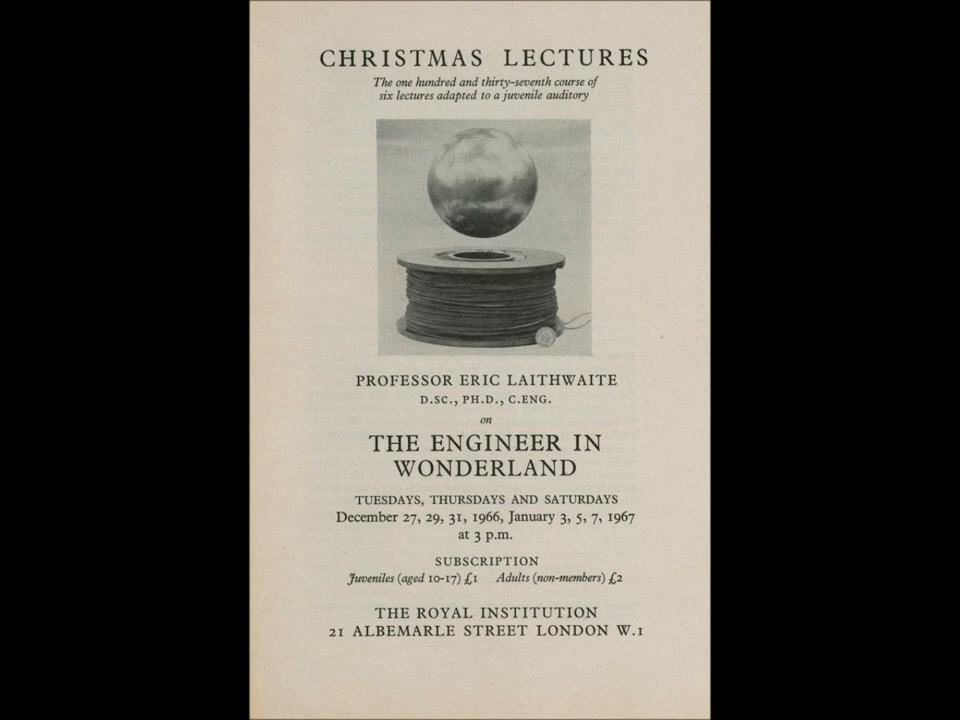 CHRISTMAS LECTURES
The one hundred and thirty-seventh course of
six lectures adapted to a juvenile auditory
PROFESSOR ERIC LAITHWAITE
D.SC., PH.D., C.ENG.
on
THE ENGINEER IN
WONDERLAND
TUESDAYS, THURSDAYS AND SATURDAYS
December 27, 29, 31, 1966, January 3, 5, 7, 1967
at 3 p.m.
SUBSCRIPTION
Juveniles (aged 10-17) £1 Adults (non-members) £2
THE ROYAL INSTITUTION
21 ALBEMARLE STREET LONDON W.1